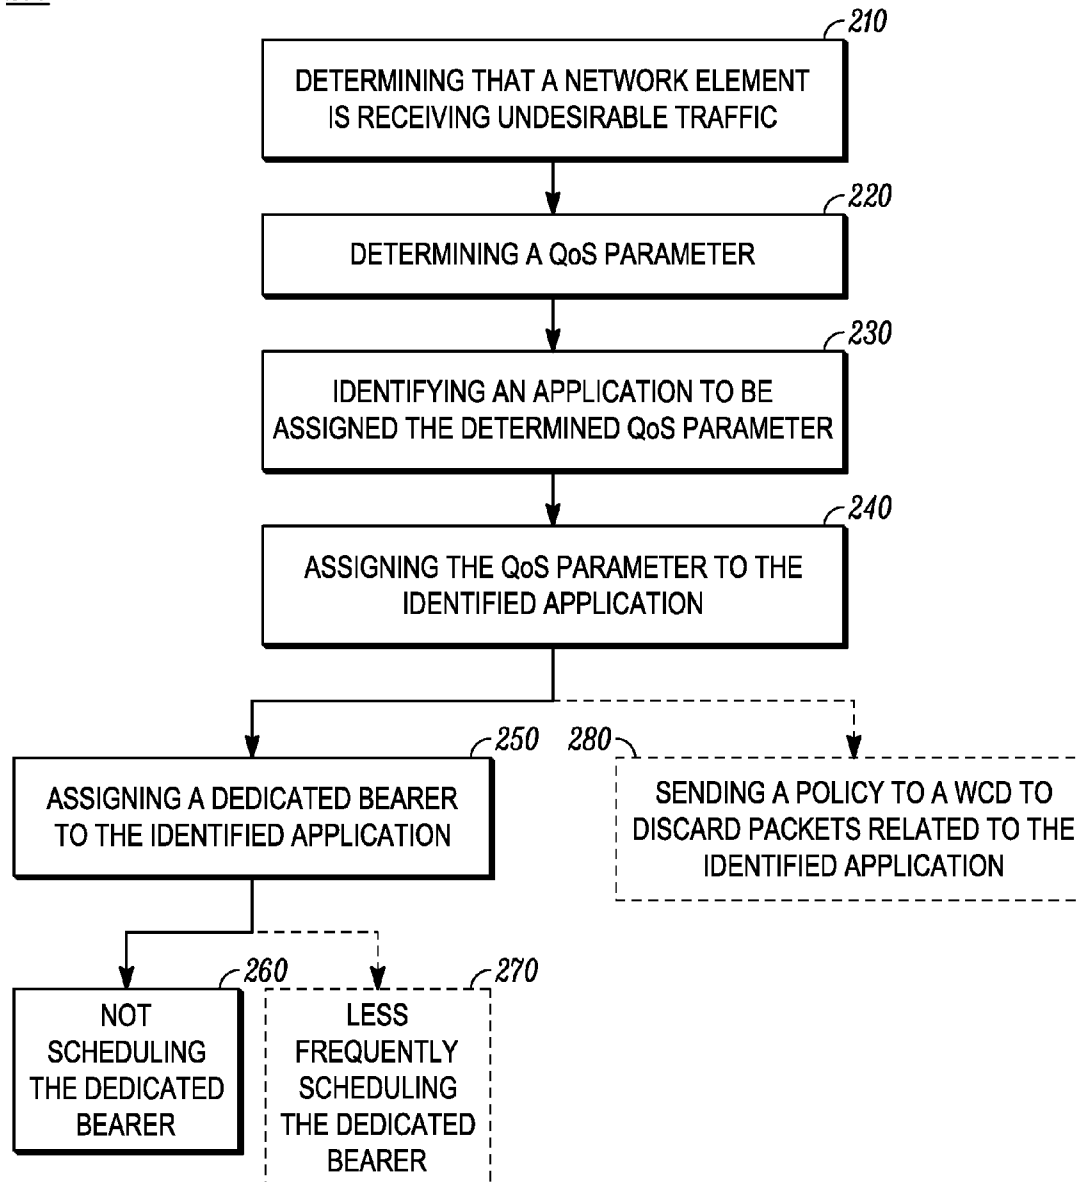 210
DETERMINING THAT A NETWORK ELEMENT
IS RECEIVING UNDESIRABLE TRAFFIC
220
DETERMINING A QoS PARAMETER
230
IDENTIFYING AN APPLICATION TO BE
ASSIGNED THE DETERMINED QoS PARAMETER
240
ASSIGNING THE QoS PARAMETER TO THE
IDENTIFIED APPLICATION
250
ASSIGNING A DEDICATED BEARER
TO THE IDENTIFIED APPLICATION
280
SENDING A POLICY TO A WCD TO
DISCARD PACKETS RELATED TO THE
IDENTIFIED APPLICATION
260
NOT
SCHEDULING
THE DEDICATED
BEARER
270
LESS
FREQUENTLY
SCHEDULING
THE DEDICATED
BEARER